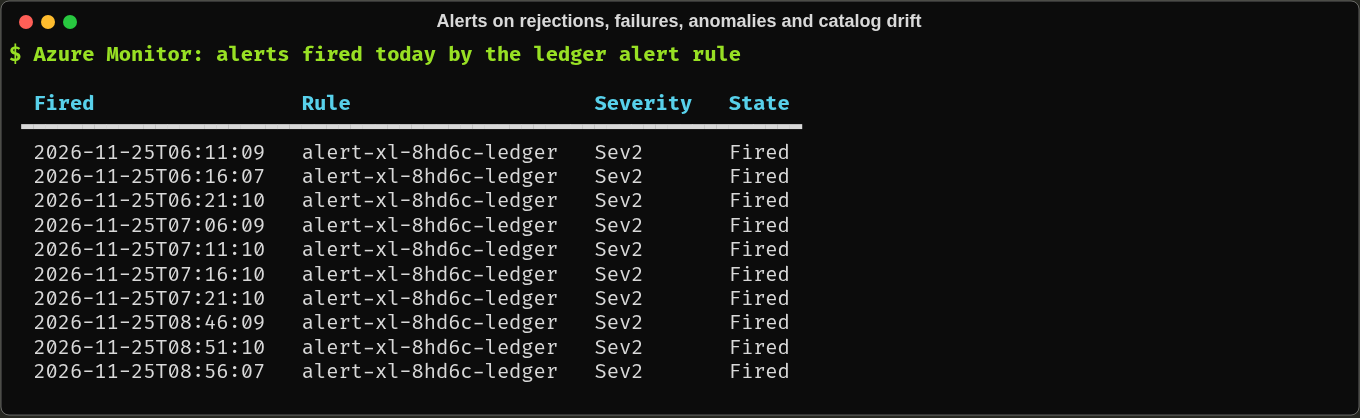 Alerts on rejections, failures, anomalies and catalog drift
$ Azure Monitor: alerts fired today by the ledger alert rule
Fired Rule Severity State
2026-11-25T06:11:09 alert-xl-8hd6c-ledger Sev2 Fired
2026-11-25T06:16:07 alert-xl-8hd6c-ledger Sev2 Fired
2026-11-25T06:21:10 alert-xl-8hd6c-ledger Sev2 Fired
2026-11-25T07:06:09 alert-xl-8hd6c-ledger Sev2 Fired
2026-11-25T07:11:10 alert-xl-8hd6c-ledger Sev2 Fired
2026-11-25T07:16:10 alert-xl-8hd6c-ledger Sev2 Fired
2026-11-25T07:21:10 alert-xl-8hd6c-ledger Sev2 Fired
2026-11-25T08:46:09 alert-xl-8hd6c-ledger Sev2 Fired
2026-11-25T08:51:10 alert-xl-8hd6c-ledger Sev2 Fired
2026-11-25T08:56:07 alert-xl-8hd6c-ledger Sev2 Fired